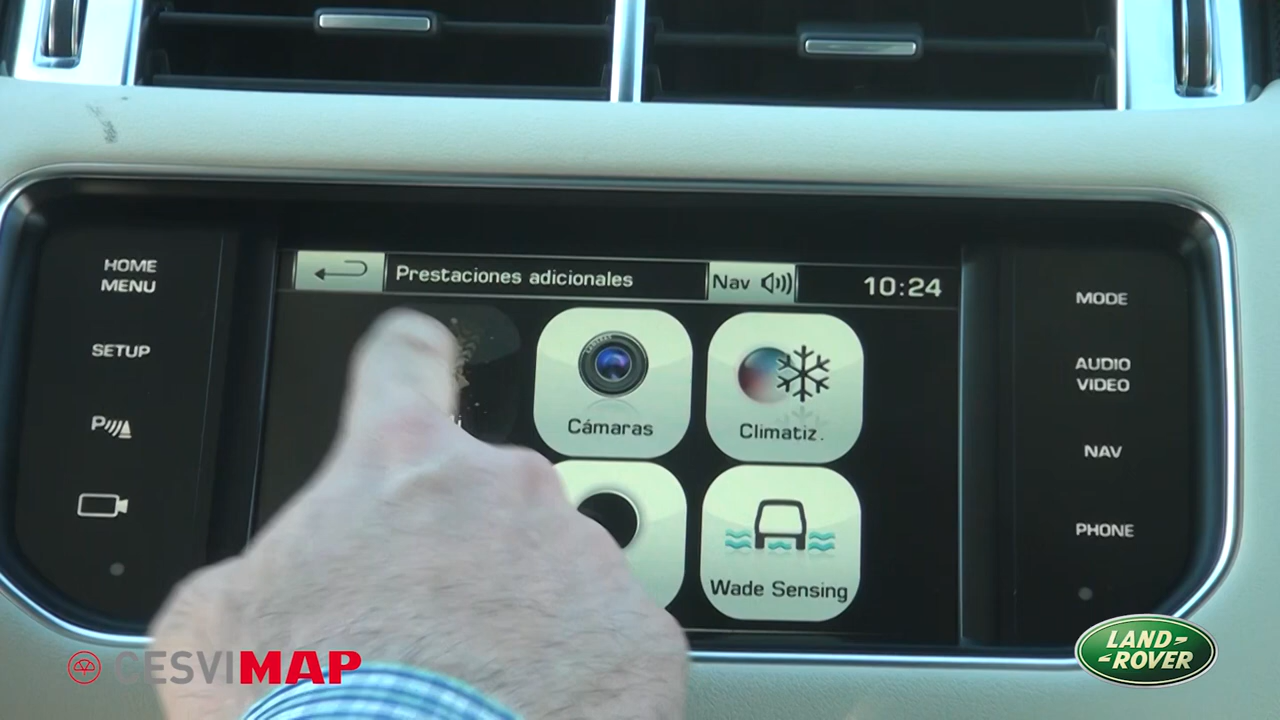 HOME
MENU
SETUP
Prestaciones adicionales
Nav
10:24
Cámaras
Climatiz.
Wade Sensing
MODE
AUDIO
VIDEO
NAV
PHONE
CESVIMAP
LAND-
-ROVER